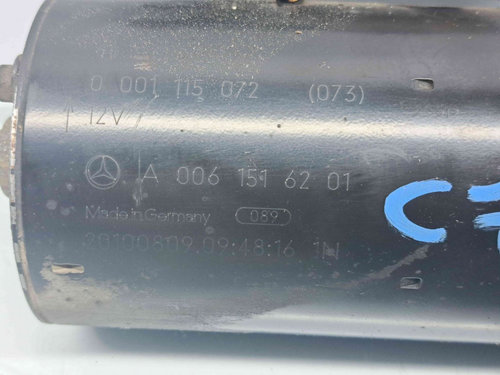 0 001 115 072 (073)
12V
A 006 151 62 01
Made in Germany 089
20100809.09:48:16 1N